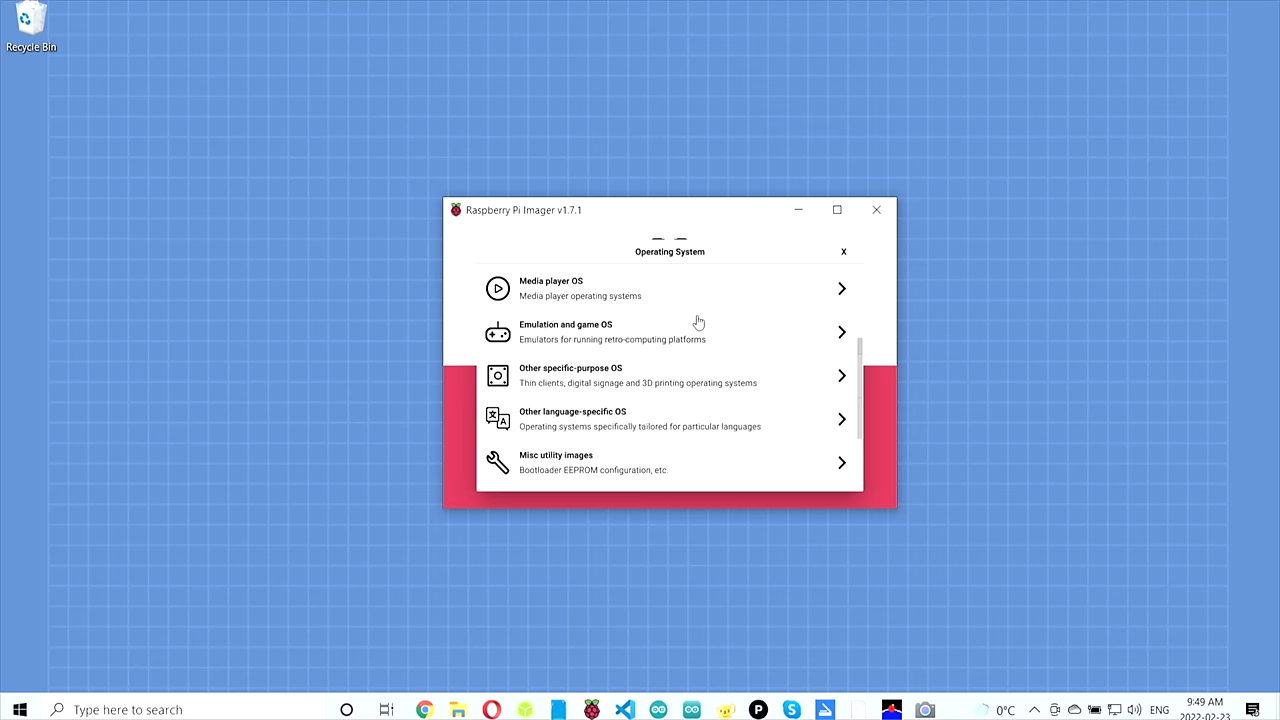 Recycle Bin
Raspberry Pi Imager v1.7.1
Operating System X
Media player OS
Media player operating systems
Emulation and game OS
Emulators for running retro-computing platforms
Other specific-purpose OS
Thin clients, digital signage and 3D printing operating systems
Other language-specific OS
Operating systems specifically tailored for particular languages
Misc utility images
Bootloader EEPROM configuration, etc.
Type here to search
0°C
ENG
9:49 AM
2022-02-23